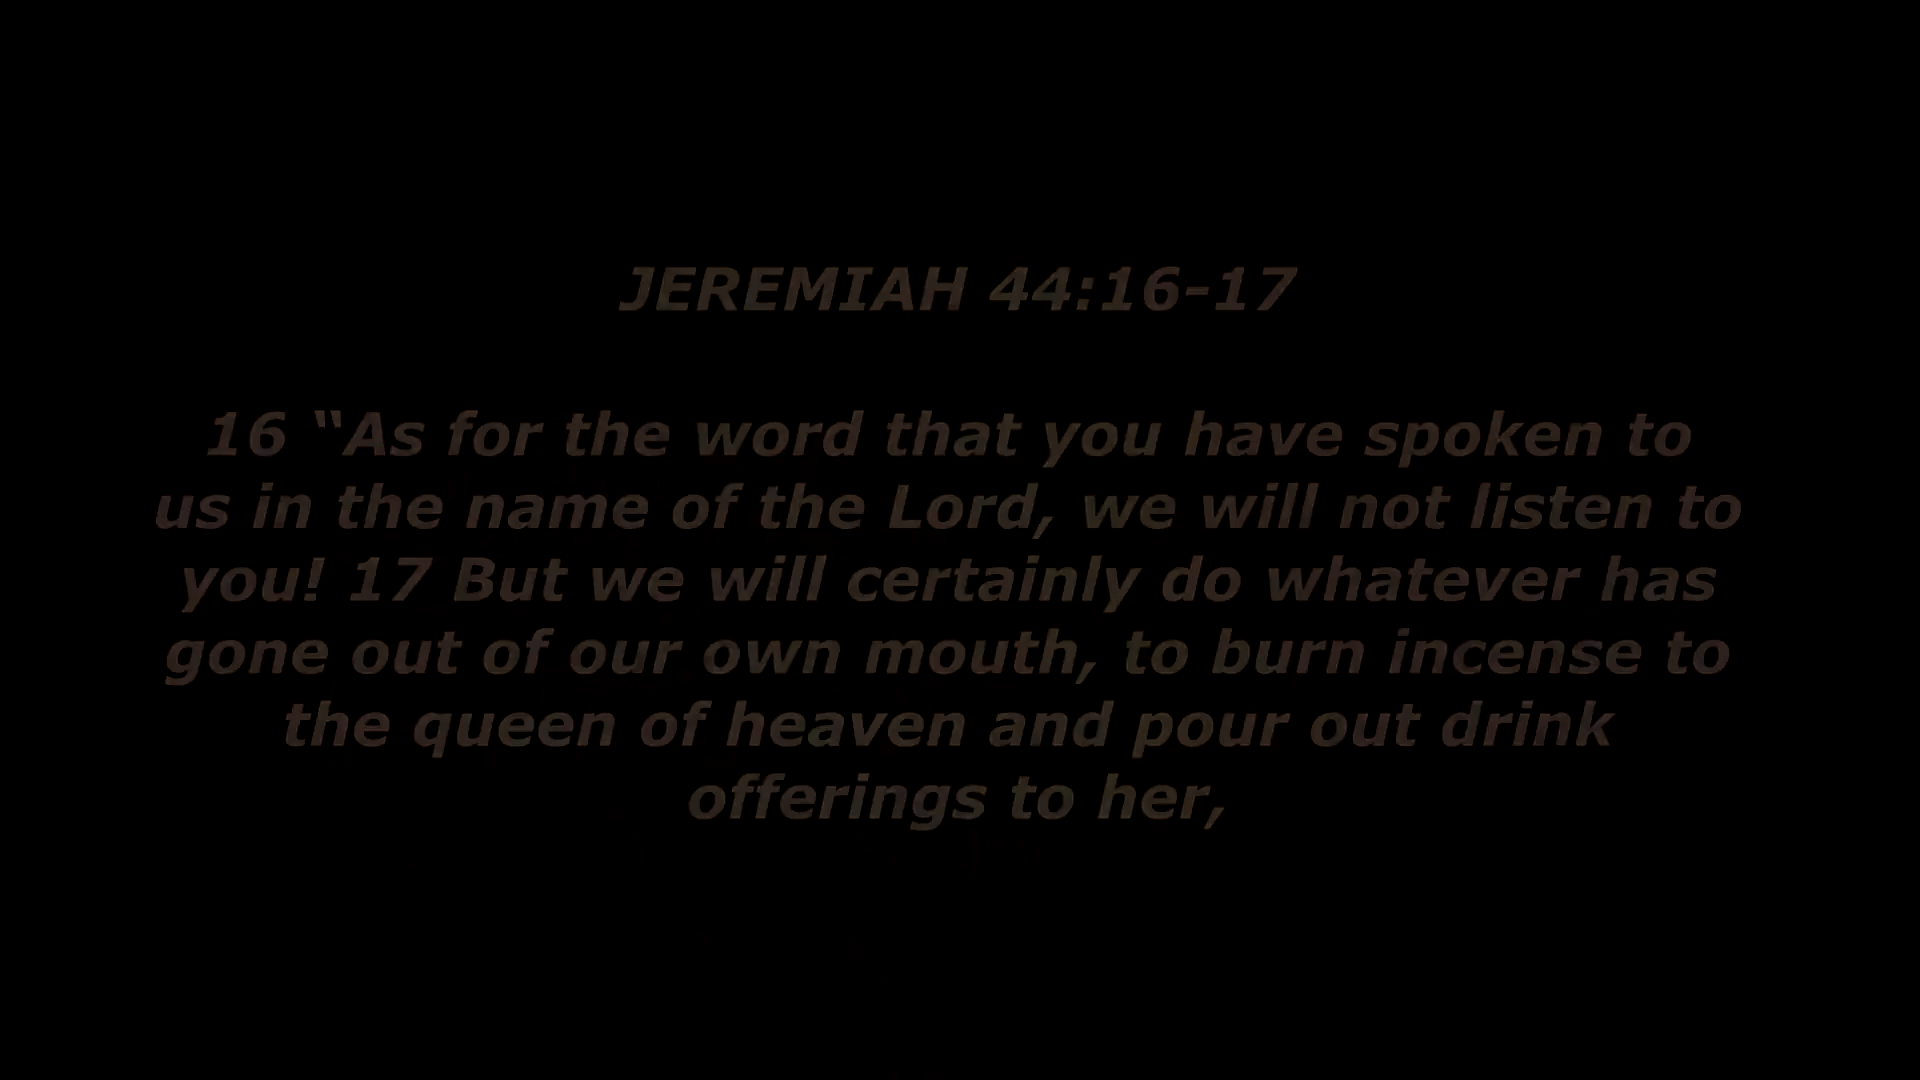 JEREMIAH 44:16-17
16 “As for the word that you have spoken to
us in the name of the Lord, we will not listen to
you! 17 But we will certainly do whatever has
gone out of our own mouth, to burn incense to
the queen of heaven and pour out drink
offerings to her,